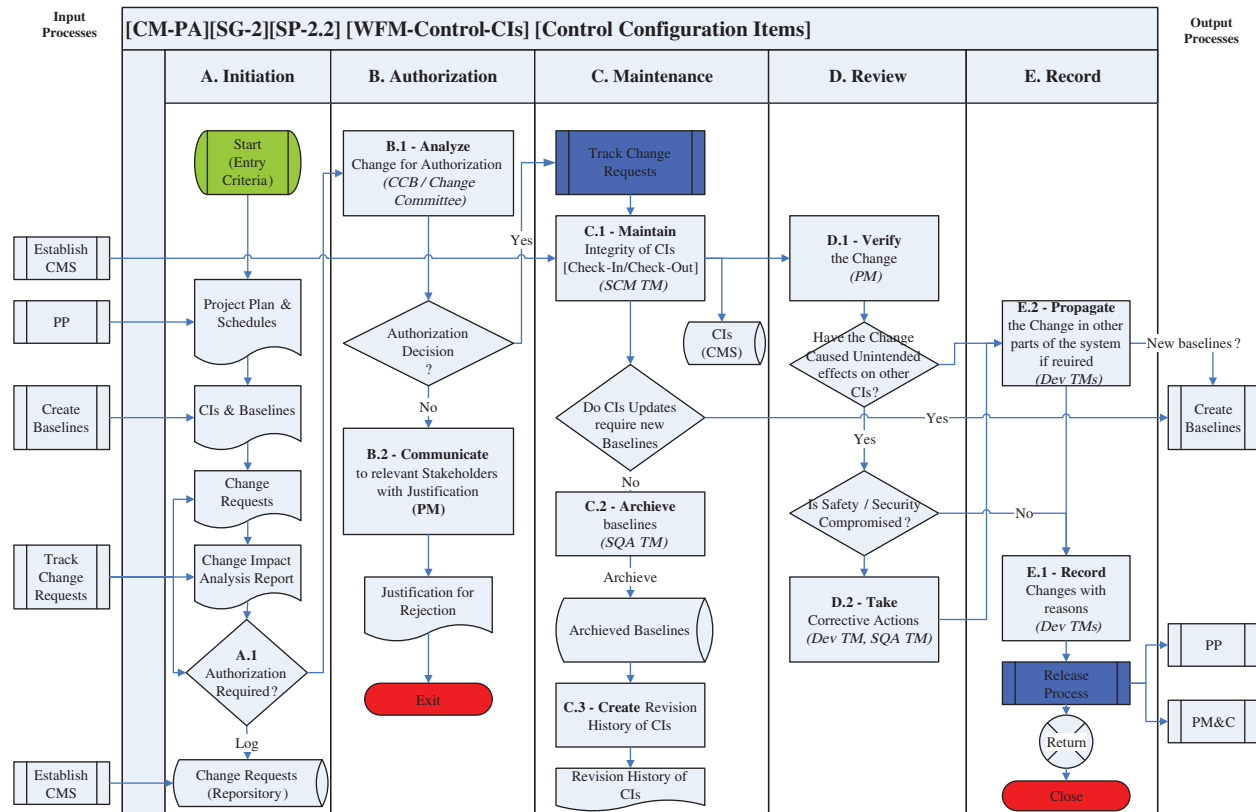 Input
Processes
[CM-PA][SG-2][SP-2.2] [WFM-Control-CIs] [Control Configuration Items]
Output
Processes
A. Initiation
B. Authorization
C. Maintenance
D. Review
E. Record
Start
(Entry
Criteria)
Project Plan &
Schedules
CIs & Baselines
Change
Requests
Change Impact
Analysis Report
A.1
Authorization
Required?
Log
Change Requests
(Reporsitory)
Establish
CMS
PP
Create
Baselines
Track
Change
Requests
Establish
CMS
B.1 - Analyze
Change for Authorization
(CCB / Change
Committee)
Yes
Authorization
Decision
?
No
B.2 - Communicate
to relevant Stakeholders
with Justification
(PM)
Justification for
Rejection
Exit
Track Change
Requests
C.1 - Maintain
Integrity of CIs
[Check-In/Check-Out]
(SCM TM)
CIs
(CMS)
Do CIs Updates
require new
Baselines
Yes
No
C.2 - Archieve
baselines
(SQA TM)
Archieve
Archieved Baselines
C.3 - Create Revision
History of CIs
Revision History of
CIs
D.1 - Verify
the Change
(PM)
Have the Change
Caused Unintended
effects on other
CIs?
Yes
Is Safety / Security
Compromised?
No
D.2 - Take
Corrective Actions
(Dev TM, SQA TM)
E.2 - Propagate
the Change in other
parts of the system
if reuired
(Dev TMs)
New baselines?
E.1 - Record
Changes with
reasons
(Dev TMs)
Release
Process
Return
Close
Create
Baselines
PP
PM&C